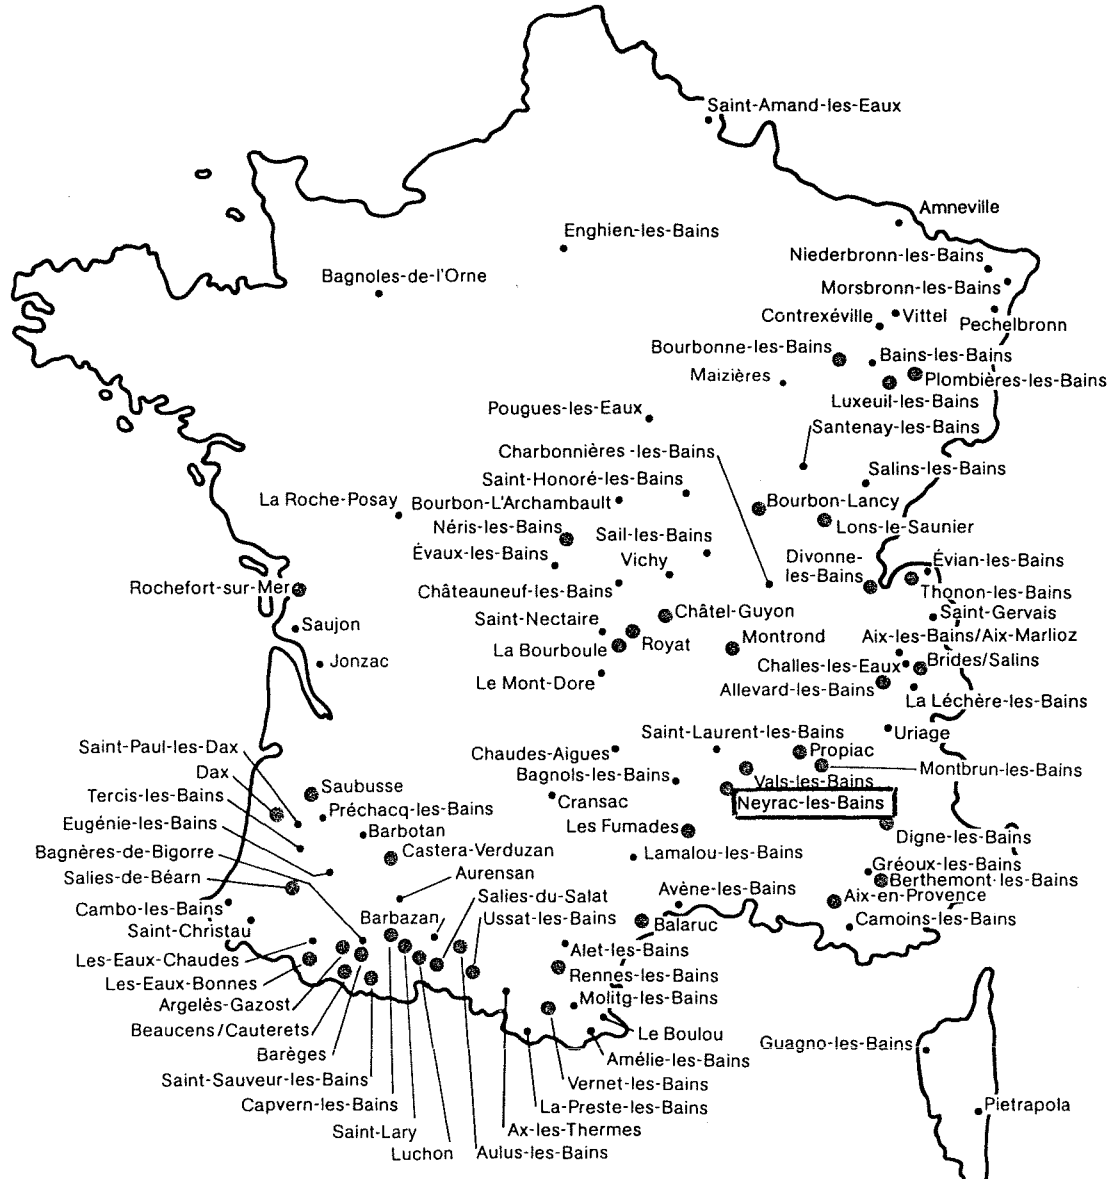 Saint-Amand-les-Eaux
Amneville
Enghien-les-Bains
Niederbronn-les-Bains
Bagnoles-de-l'Orne
Morsbronn-les-Bains
Contrexéville
Vittel
Pechelbronn
Bourbonne-les-Bains
Bains-les-Bains
Maizières
Plombières-les-Bains
Luxeuil-les-Bains
Pougues-les-Eaux
Santenay-les-Bains
Charbonnières -les-Bains
Salins-les-Bains
Saint-Honoré-les-Bains
La Roche-Posay
Bourbon-L'Archambault
Bourbon-Lancy
Néris-les-Bains
Sail-les-Bains
Lons-le-Saunier
Évaux-les-Bains
Vichy
Divonne-
les-Bains
Évian-les-Bains
Rochefort-sur-Mer
Châteauneuf-les-Bains
Thonon-les-Bains
Saint-Nectaire
Châtel-Guyon
Saint-Gervais
Saujon
La Bourboule
Royat
Montrond
Aix-les-Bains/Aix-Marlioz
Jonzac
Challes-les-Eaux
Brides/Salins
Le Mont-Dore
Allevard-les-Bains
La Léchère-les-Bains
Saint-Laurent-les-Bains
Uriage
Saint-Paul-les-Dax
Chaudes-Aigues
Propiac
Dax
Bagnols-les-Bains
Vals-les-Bains
Montbrun-les-Bains
Tercis-les-Bains
Saubusse
Cransac
Neyrac-les-Bains
Eugénie-les-Bains
Préchacq-les-Bains
Les Fumades
Barbotan
Digne-les-Bains
Bagnères-de-Bigorre
Castera-Verduzan
Lamalou-les-Bains
Gréoux-les-Bains
Salies-de-Béarn
Aurensan
Berthemont-les-Bains
Avène-les-Bains
Salies-du-Salat
Aix-en-Provence
Cambo-les-Bains
Barbazan
Ussat-les-Bains
Balaruc
Camoins-les-Bains
Saint-Christau
Alet-les-Bains
Les-Eaux-Chaudes
Rennes-les-Bains
Les-Eaux-Bonnes
Molitg-les-Bains
Argelès-Gazost
Beaucens/Cauterets
Le Boulou
Barèges
Guagno-les-Bains
Amélie-les-Bains
Saint-Sauveur-les-Bains
Vernet-les-Bains
Capvern-les-Bains
La-Preste-les-Bains
Pietrapola
Saint-Lary
Ax-les-Thermes
Luchon
Aulus-les-Bains